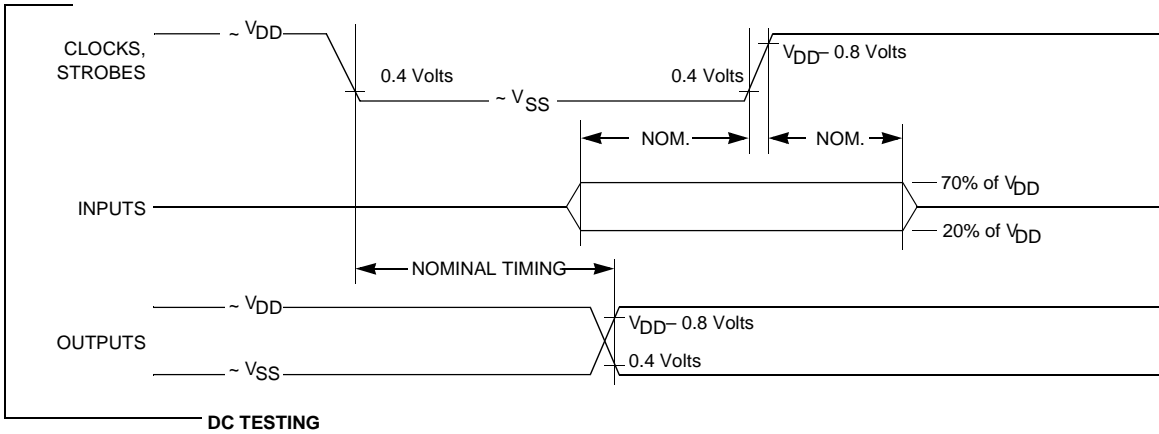 CLOCKS,
STROBES
~ VDD
0.4 Volts
~ VSS
0.4 Volts
VDD – 0.8 Volts
NOM.
NOM.
INPUTS
70% of VDD
20% of VDD
NOMINAL TIMING
OUTPUTS
~ VDD
VDD – 0.8 Volts
0.4 Volts
~ VSS
DC TESTING